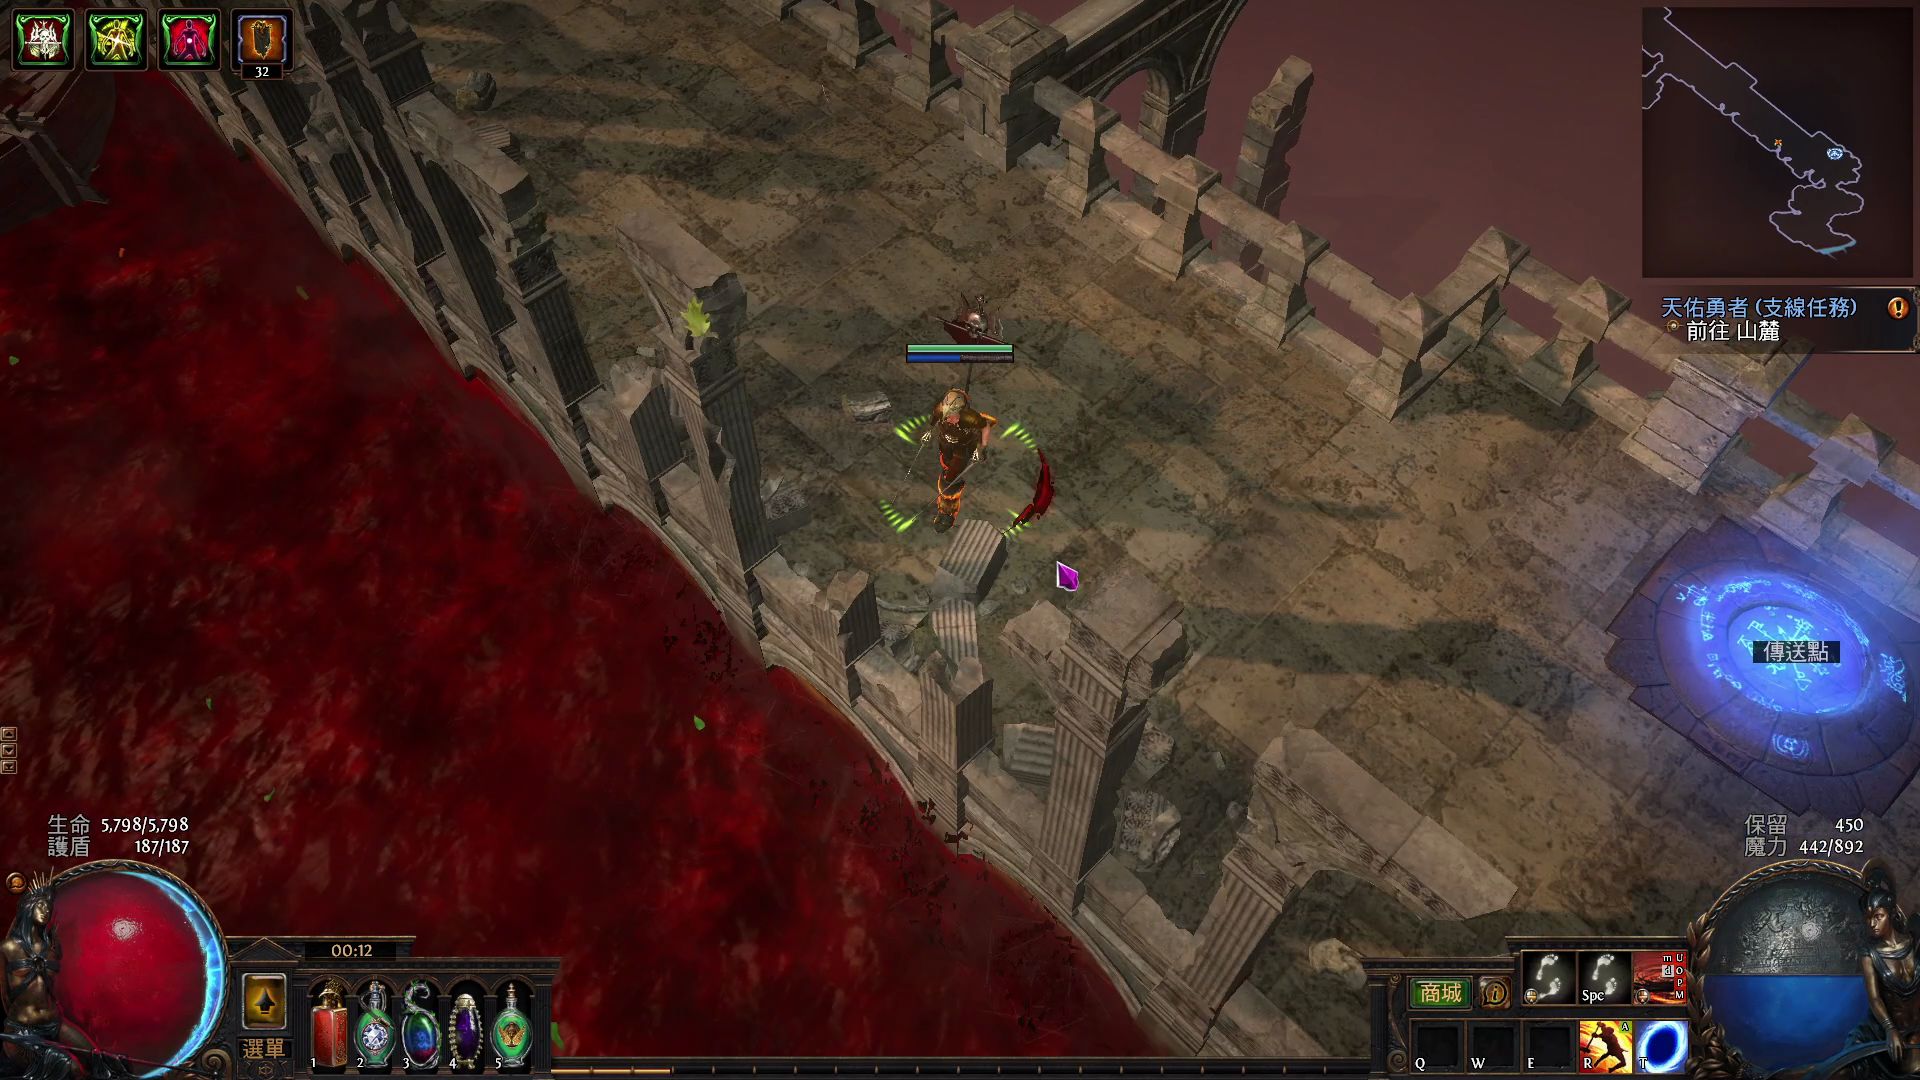 32
天佑勇者 (支線任務)
前往 山麓
傳送點
生命 5,798/5,798
護盾 187/187
保留 450
魔力 442/892
00:12
選單
1
2
3
4
5
商城
Spc
m U
d O
P
M
Q
W
E
R
A
T